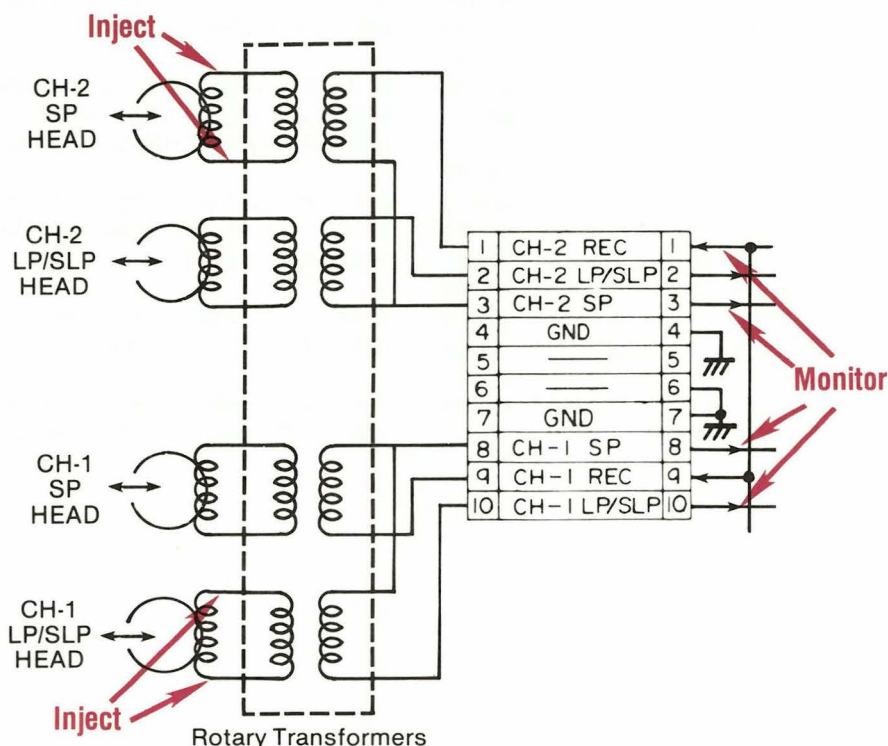 Inject
CH-2
SP
HEAD
CH-2
LP/SLP
HEAD
1 CH-2 REC 1
2 CH-2 LP/SLP 2
3 CH-2 SP 3
4 GND 4
5 — 5
6 — 6
7 GND 7
8 CH-1 SP 8
9 CH-1 REC 9
10 CH-1 LP/SLP 10
Monitor
CH-1
SP
HEAD
CH-1
LP/SLP
HEAD
Inject
Rotary Transformers